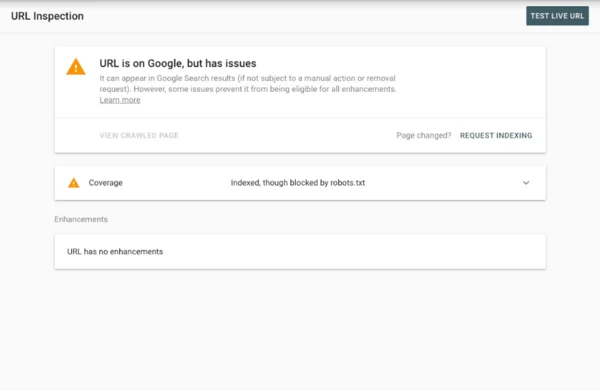 URL Inspection
TEST LIVE URL
URL is on Google, but has issues
It can appear in Google Search results (if not subject to a manual action or removal
request). However, some issues prevent it from being eligible for all enhancements.
Learn more
VIEW CRAWLED PAGE
Page changed?
REQUEST INDEXING
Coverage
Indexed, though blocked by robots.txt
Enhancements
URL has no enhancements